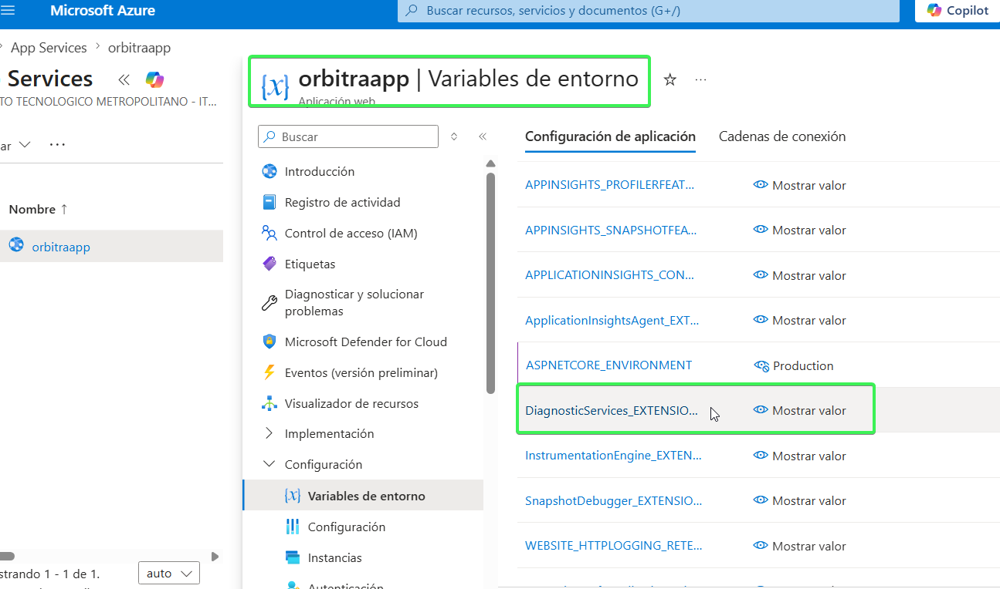 Microsoft Azure
Buscar recursos, servicios y documentos (G+/)
Copilot
App Services
orbitraapp
Services
TO TECNOLOGICO METROPOLITANO - IT...
ar
Nombre ↑
orbitraapp
strando 1 - 1 de 1.
auto
orbitraapp | Variables de entorno
Aplicación web
Buscar
Introducción
Registro de actividad
Control de acceso (IAM)
Etiquetas
Diagnosticar y solucionar
problemas
Microsoft Defender for Cloud
Eventos (versión preliminar)
Visualizador de recursos
Implementación
Configuración
Variables de entorno
Configuración
Instancias
Autenticación
Configuración de aplicación
Cadenas de conexión
APPINSIGHTS_PROFILERFEAT... Mostrar valor
APPINSIGHTS_SNAPSHOTFEA... Mostrar valor
APPLICATIONINSIGHTS_CON... Mostrar valor
ApplicationInsightsAgent_EXT... Mostrar valor
ASPNETCORE_ENVIRONMENT Production
DiagnosticServices_EXTENSIO... Mostrar valor
InstrumentationEngine_EXTEN... Mostrar valor
SnapshotDebugger_EXTENSIO... Mostrar valor
WEBSITE_HTTPLOGGING_RETE... Mostrar valor